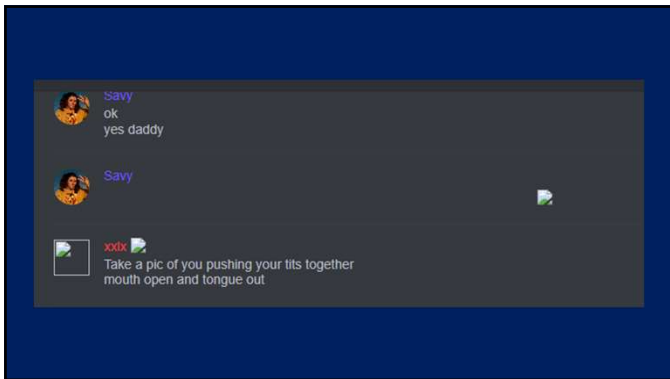 Savy
ok
yes daddy
Savy
xxlx
Take a pic of you pushing your tits together
mouth open and tongue out